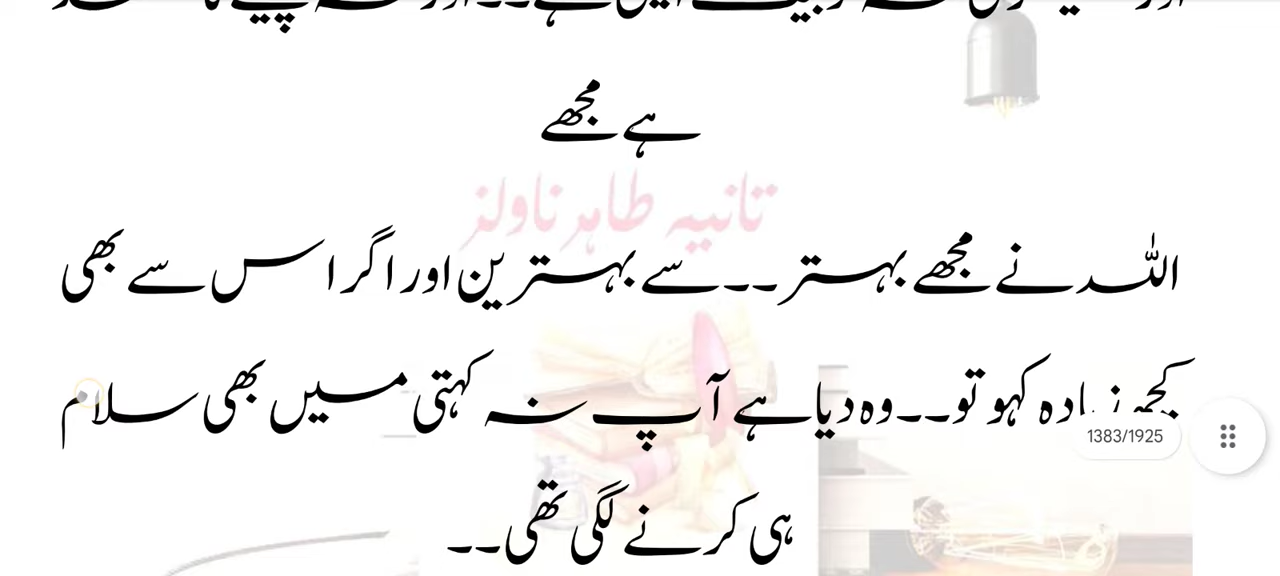 ہے مجھے
تانیہ طاہر ناولز
اللہ نے مجھے بہتر۔۔سے بہترین اور اگر اس سے بھی
کچھ زیادہ کہو تو۔۔وہ دیا ہے آپ نہ کہتی میں بھی سلام
1383/1925
ہی کرنے لگی تھی۔۔